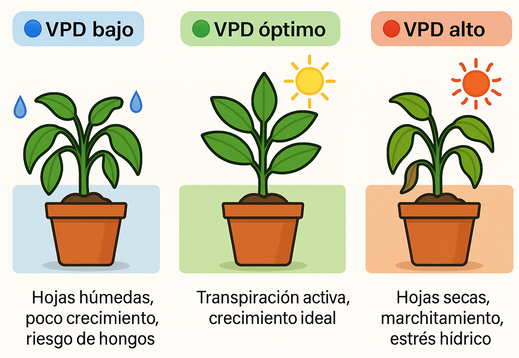 VPD bajo
VPD óptimo
VPD alto
Hojas húmedas,
poco crecimiento,
riesgo de hongos
Transpiración activa,
crecimiento ideal
Hojas secas,
marchitamiento,
estrés hídrico